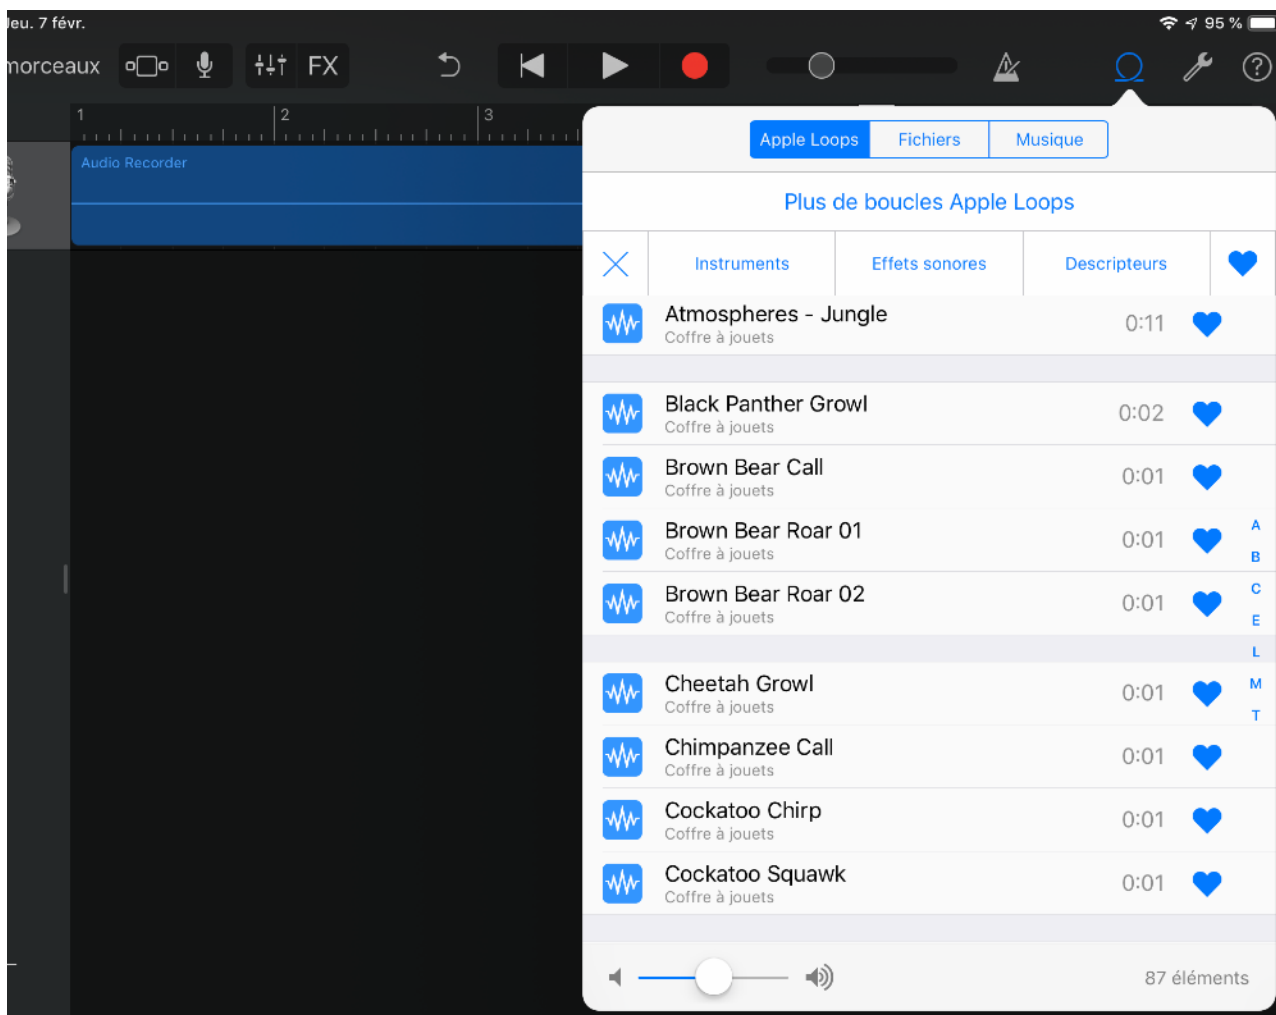 Jeu. 7 févr.
95 %
morceaux
FX
?
1
2
3
Audio Recorder
Apple Loops
Fichiers
Musique
Plus de boucles Apple Loops
Instruments
Effets sonores
Descripteurs
Atmospheres - Jungle
0:11
Coffre à jouets
Black Panther Growl
0:02
Coffre à jouets
Brown Bear Call
0:01
Coffre à jouets
Brown Bear Roar 01
0:01
Coffre à jouets
Brown Bear Roar 02
0:01
Coffre à jouets
Cheetah Growl
0:01
Coffre à jouets
Chimpanzee Call
0:01
Coffre à jouets
Cockatoo Chirp
0:01
Coffre à jouets
Cockatoo Squawk
0:01
Coffre à jouets
A
B
C
E
L
M
T
87 éléments